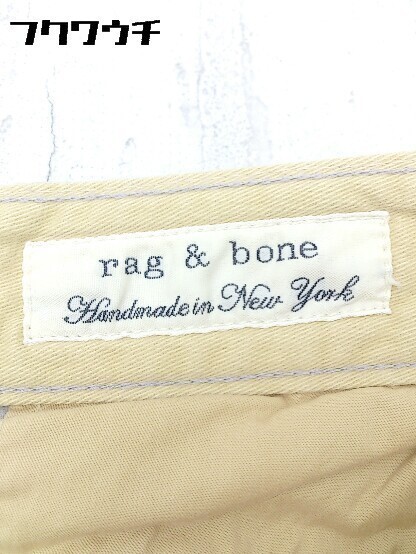 フクワウチ
rag & bone
Handmade in New York